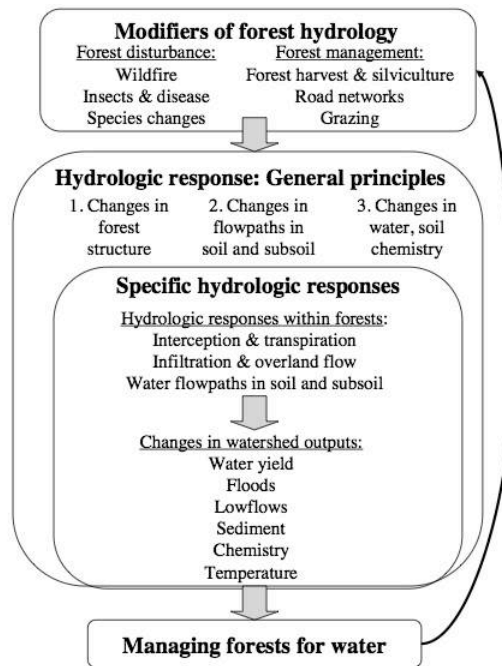 Modifiers of forest hydrology
Forest disturbance:
Wildfire
Insects & disease
Species changes
Forest management:
Forest harvest & silviculture
Road networks
Grazing
Hydrologic response: General principles
1. Changes in
forest
structure
2. Changes in
flowpaths in
soil and subsoil
3. Changes in
water, soil
chemistry
Specific hydrologic responses
Hydrologic responses within forests:
Interception & transpiration
Infiltration & overland flow
Water flowpaths in soil and subsoil
Changes in watershed outputs:
Water yield
Floods
Lowflows
Sediment
Chemistry
Temperature
Managing forests for water